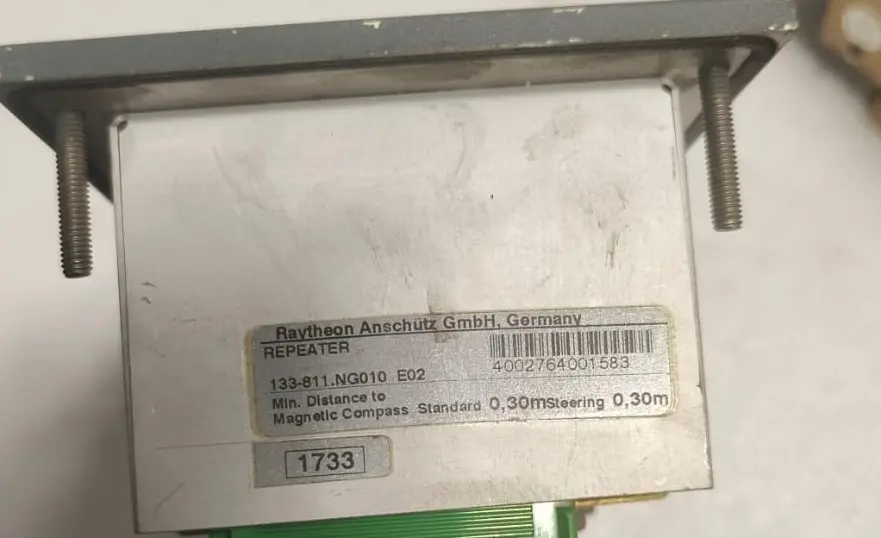 Raytheon Anschütz GmbH, Germany
REPEATER
4002764001583
133-811.NG010 E02
Min. Distance to
Magnetic Compass Standard 0,30m Steering 0,30m
1733